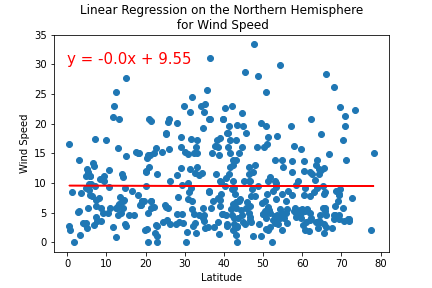 Linear Regression on the Northern Hemisphere
for Wind Speed
y = -0.0x + 9.55
35
30
25
20
15
10
5
0
Wind Speed
0 10 20 30 40 50 60 70 80
Latitude